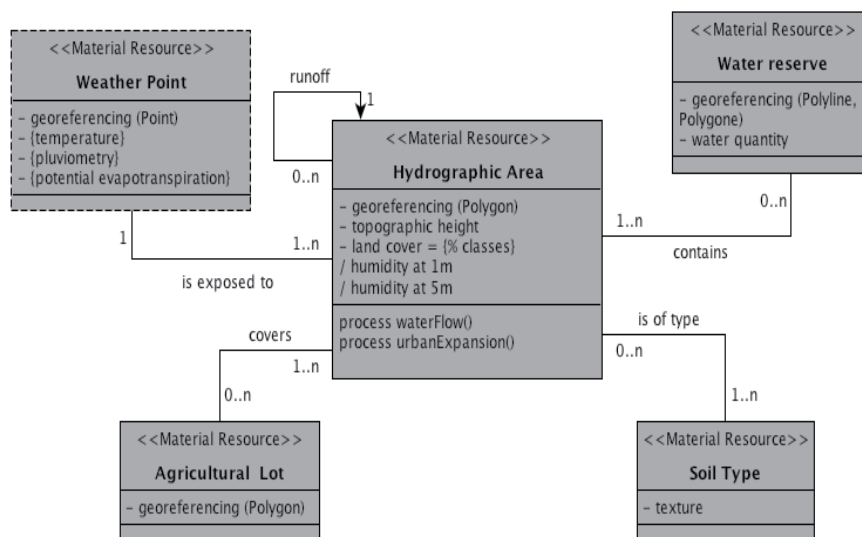 <<Material Resource>>
Weather Point
– georeferencing (Point)
– {temperature}
– {pluviometry}
– {potential evapotranspiration}
runoff
1
0..n
<<Material Resource>>
Water reserve
– georeferencing (Polyline,
Polygone)
– water quantity
<<Material Resource>>
Hydrographic Area
– georeferencing (Polygon)
– topographic height
– land cover = {% classes}
/ humidity at 1m
/ humidity at 5m
process waterFlow()
process urbanExpansion()
1
1..n
is exposed to
0..n
1..n
contains
covers
1..n
0..n
is of type
0..n
1..n
<<Material Resource>>
Agricultural Lot
– georeferencing (Polygon)
<<Material Resource>>
Soil Type
– texture